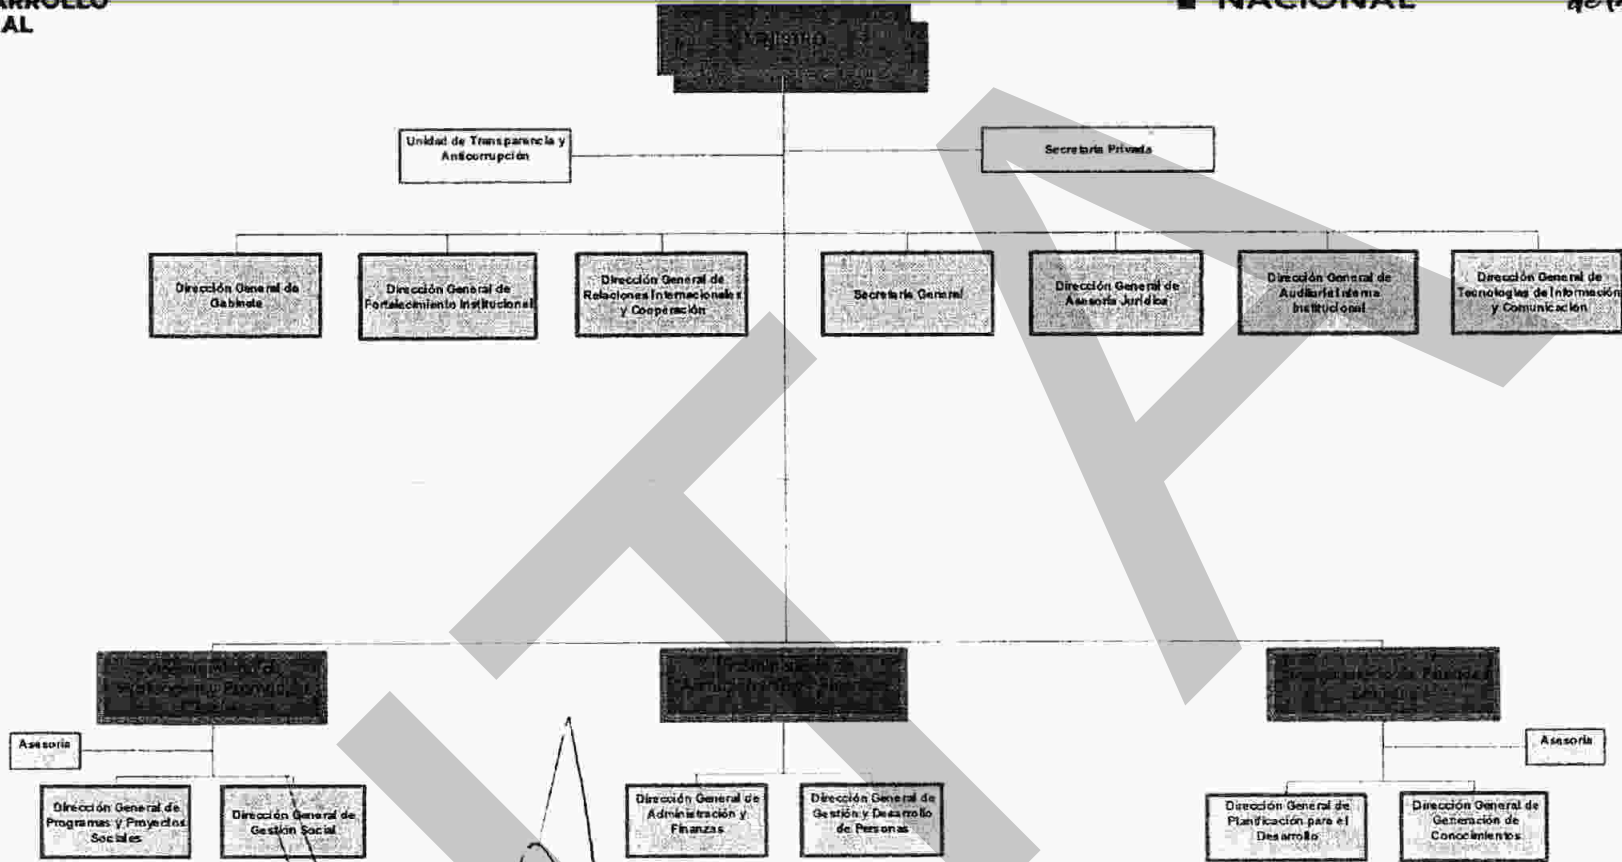 AL
NACIONAL
Unidad de Transparencia y
Anticorrupción
Secretaría Privada
Dirección General de
Gabinete
Dirección General de
Fortalecimiento Institucional
Dirección General de
Relaciones Internacionales
y Cooperación
Secretaría General
Dirección General de
Asesoría Jurídica
Dirección General de
Auditoría Interna
Institucional
Dirección General de
Tecnologías de Información
y Comunicación
Asesoría
Asesoría
Dirección General de
Programas y Proyectos
Sociales
Dirección General de
Gestión Social
Dirección General de
Administración y
Finanzas
Dirección General de
Gestión y Desarrollo
de Personas
Dirección General de
Planificación para el
Desarrollo
Dirección General de
Generación de
Conocimientos